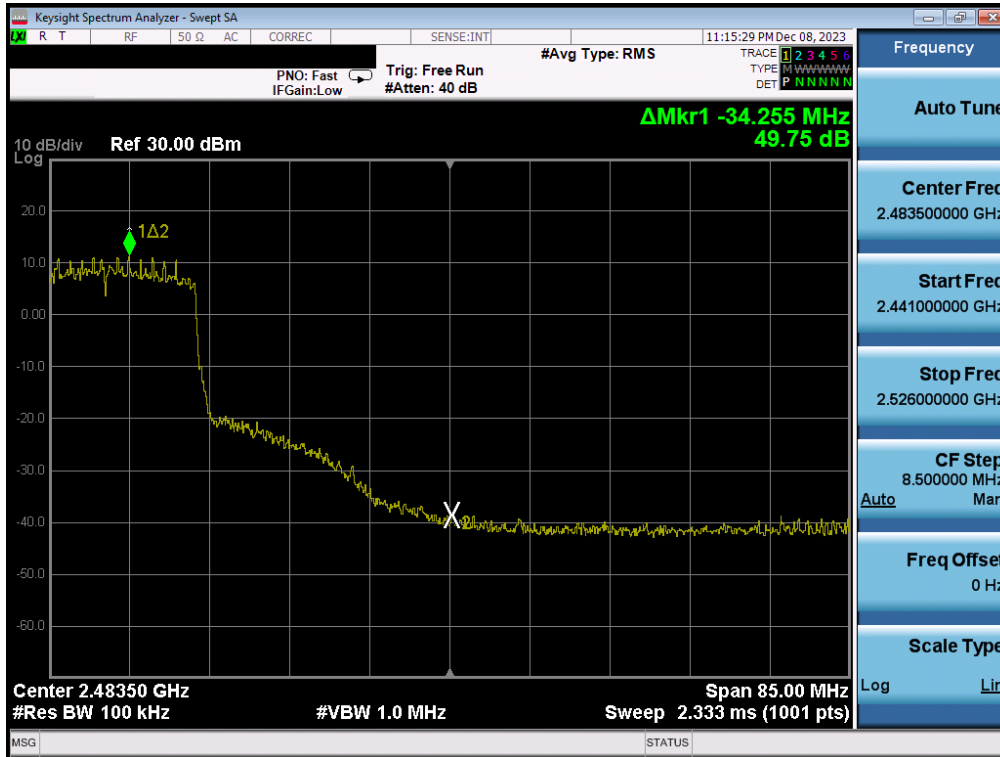 Keysight Spectrum Analyzer - Swept SA
LXI R T RF 50 Ω AC CORREC SENSE:INT 11:15:29 PM Dec 08, 2023
#Avg Type: RMS TRACE 1 2 3 4 5 6
PNO: Fast Trig: Free Run TYPE M WWWWW
IFGain:Low #Atten: 40 dB DET P N N N N N
ΔMkr1 -34.255 MHz
49.75 dB
10 dB/div Ref 30.00 dBm
Log
20.0
1Δ2
10.0
0.00
-10.0
-20.0
-30.0
-40.0
X2
-50.0
-60.0
Center 2.48350 GHz Span 85.00 MHz
#Res BW 100 kHz #VBW 1.0 MHz Sweep 2.333 ms (1001 pts)
MSG STATUS
Frequency
Auto Tune
Center Freq
2.483500000 GHz
Start Freq
2.441000000 GHz
Stop Freq
2.526000000 GHz
CF Step
8.500000 MHz
Auto Man
Freq Offset
0 Hz
Scale Type
Log Lin